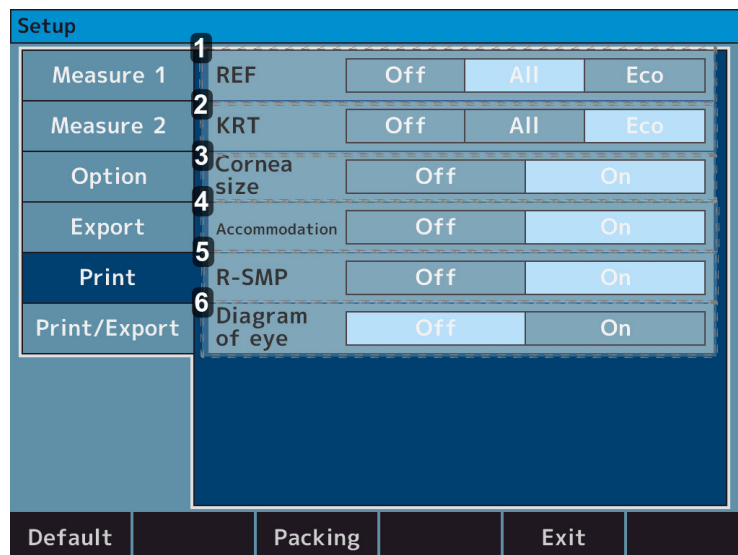 Setup
Measure 1
Measure 2
Option
Export
Print
Print/Export
1 REF Off All Eco
2 KRT Off All Eco
3 Cornea
size Off On
4 Accommodation Off On
5 R-SMP Off On
6 Diagram
of eye Off On
Default Packing Exit